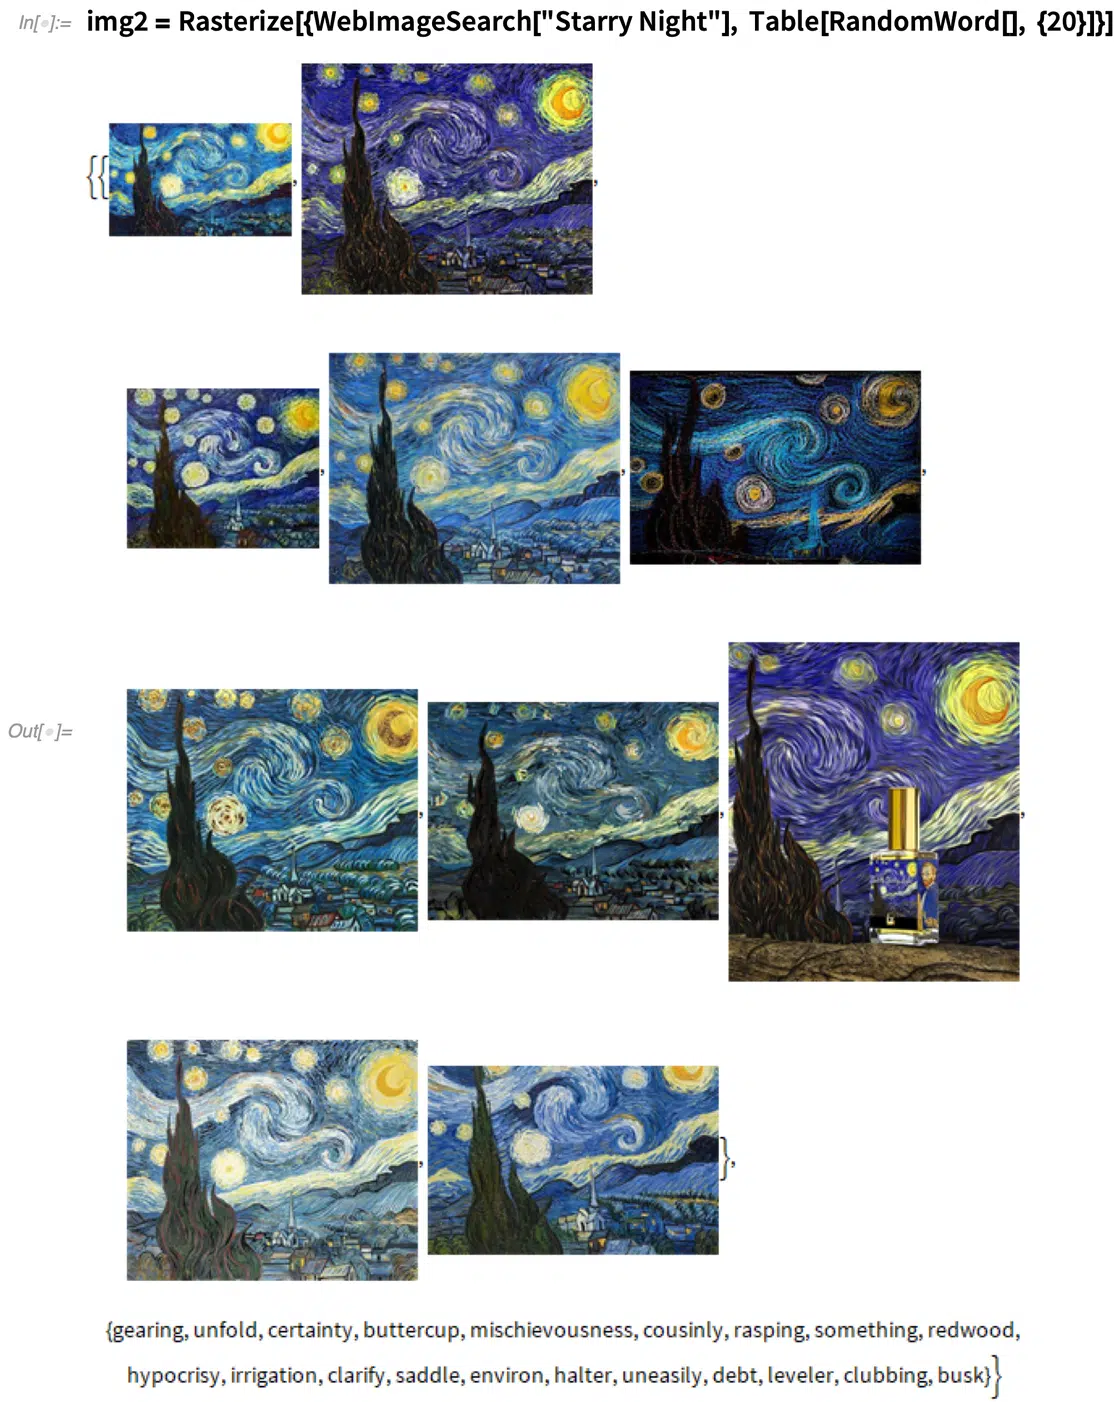 In[•]:= img2 = Rasterize[{WebImageSearch["Starry Night"], Table[RandomWord[], {20}]}]
{{ , ,
, , ,
Out[•]= , , ,
, },
{gearing, unfold, certainty, buttercup, mischievousness, cousinly, rasping, something, redwood,
hypocrisy, irrigation, clarify, saddle, environ, halter, uneasily, debt, leveler, clubbing, busk}}